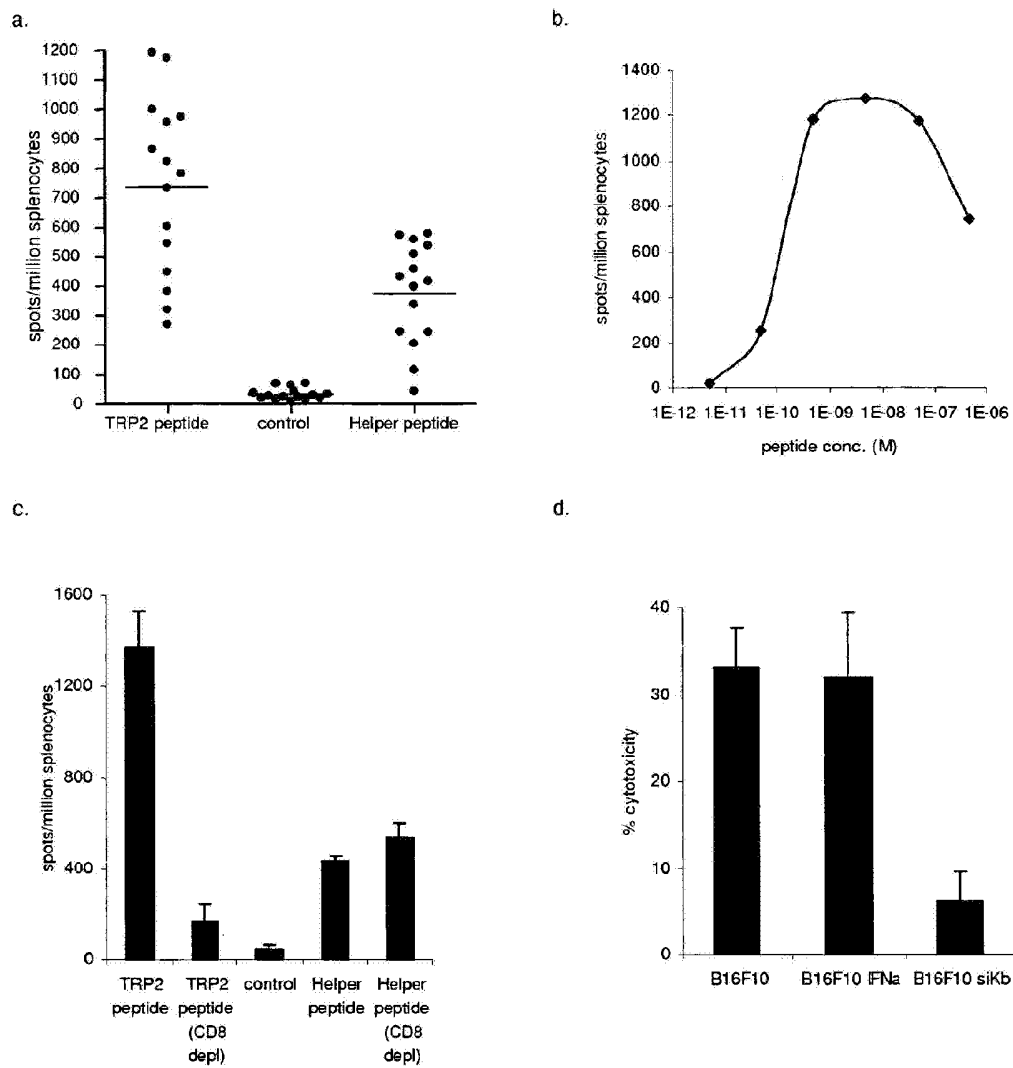 a.
1200
1100
1000
900
800
700
600
500
400
300
200
100
0
spots/million splenocytes
TRP2 peptide control Helper peptide
b.
1400
1200
1000
800
600
400
200
0
spots/million splenocytes
1E-12 1E-11 1E-10 1E-09 1E-08 1E-07 1E-06
peptide conc. (M)
c.
1600
1200
800
400
0
spots/million splenocytes
TRP2 peptide
TRP2 peptide (CD8 depl)
control
Helper peptide
Helper peptide (CD8 depl)
d.
40
30
20
10
0
% cytotoxicity
B16F10 B16F10 IFNa B16F10 siKb